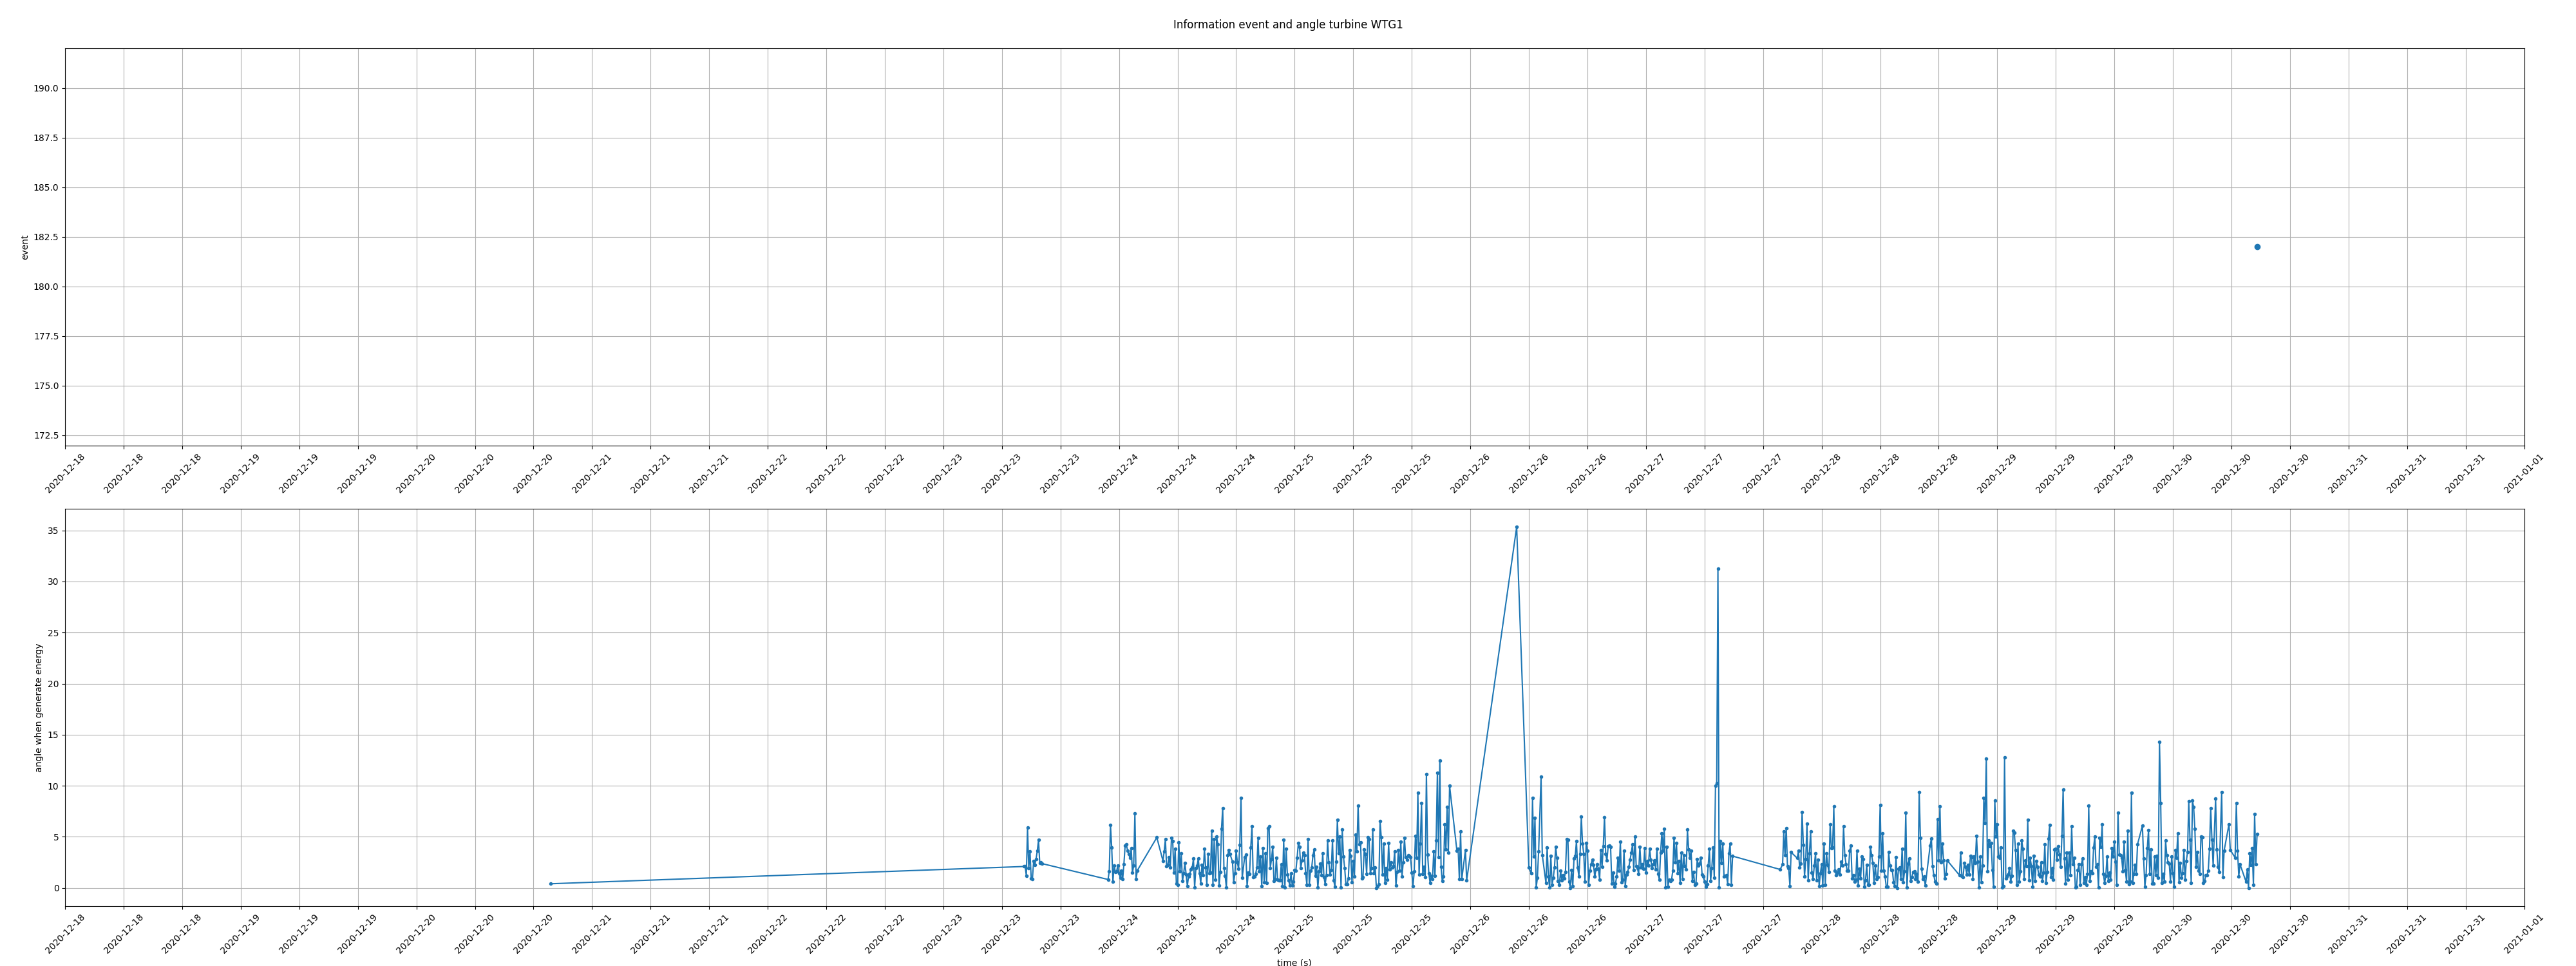 Information event and angle turbine WTG1
190.0
187.5
185.0
182.5
180.0
177.5
175.0
172.5
event
2020-12-18 2020-12-18 2020-12-18 2020-12-19 2020-12-19 2020-12-19 2020-12-20 2020-12-20 2020-12-20 2020-12-21 2020-12-21 2020-12-21 2020-12-22 2020-12-22 2020-12-22 2020-12-23 2020-12-23 2020-12-23 2020-12-24 2020-12-24 2020-12-24 2020-12-25 2020-12-25 2020-12-25 2020-12-26 2020-12-26 2020-12-26 2020-12-27 2020-12-27 2020-12-27 2020-12-28 2020-12-28 2020-12-28 2020-12-29 2020-12-29 2020-12-29 2020-12-30 2020-12-30 2020-12-30 2020-12-31 2020-12-31 2020-12-31 2021-01-01
35
30
25
20
15
10
5
0
angle when generate energy
2020-12-18 2020-12-18 2020-12-18 2020-12-19 2020-12-19 2020-12-19 2020-12-20 2020-12-20 2020-12-20 2020-12-21 2020-12-21 2020-12-21 2020-12-22 2020-12-22 2020-12-22 2020-12-23 2020-12-23 2020-12-23 2020-12-24 2020-12-24 2020-12-24 2020-12-25 2020-12-25 2020-12-25 2020-12-26 2020-12-26 2020-12-26 2020-12-27 2020-12-27 2020-12-27 2020-12-28 2020-12-28 2020-12-28 2020-12-29 2020-12-29 2020-12-29 2020-12-30 2020-12-30 2020-12-30 2020-12-31 2020-12-31 2020-12-31 2021-01-01
time (s)